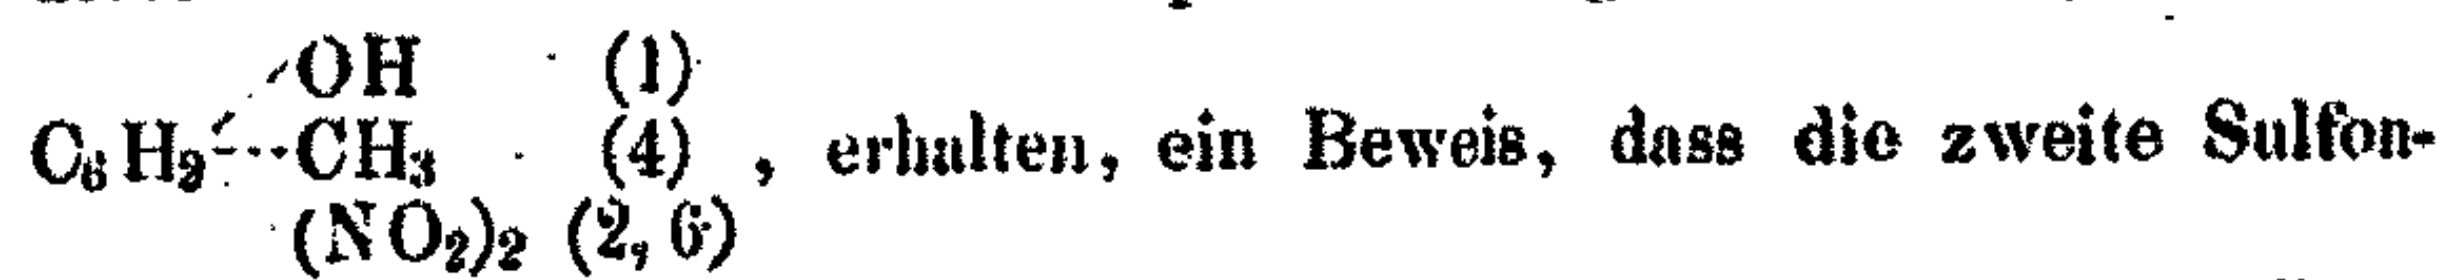 OH (1)
C₆H₂--CH₃ (4) , erhalten, ein Beweis, dass die zweite Sulfon-
(NO₂)₂ (2, 6)